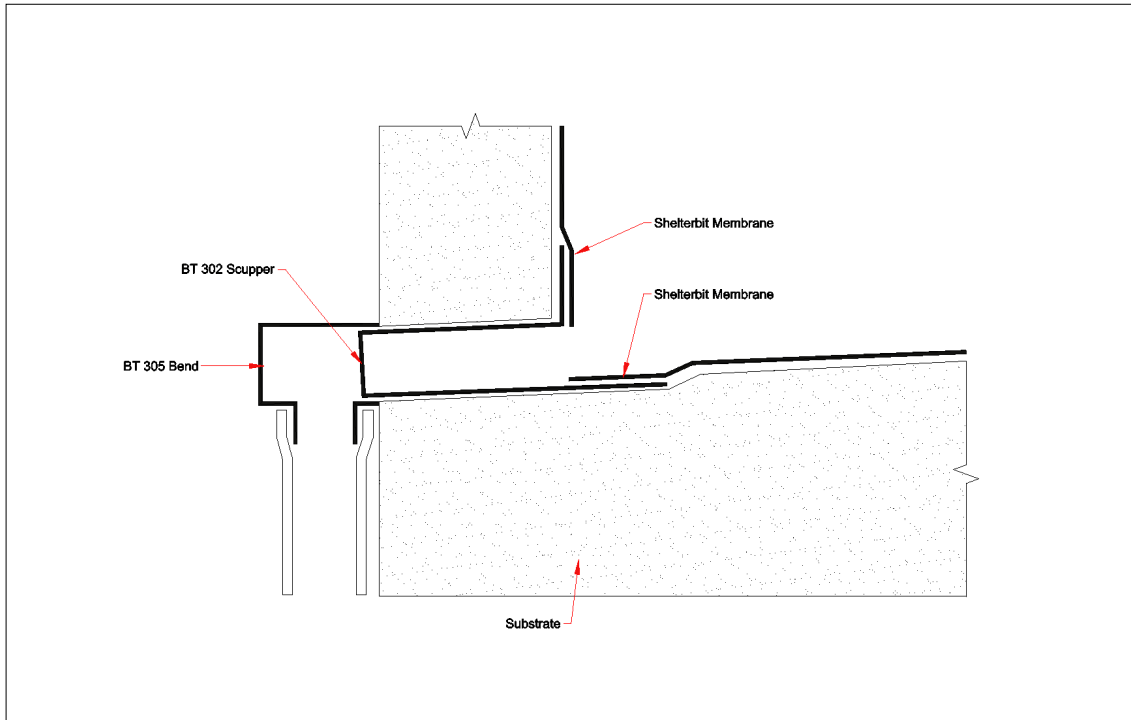 Shelterbit Membrane
BT 302 Scupper
Shelterbit Membrane
BT 305 Bend
Substrate